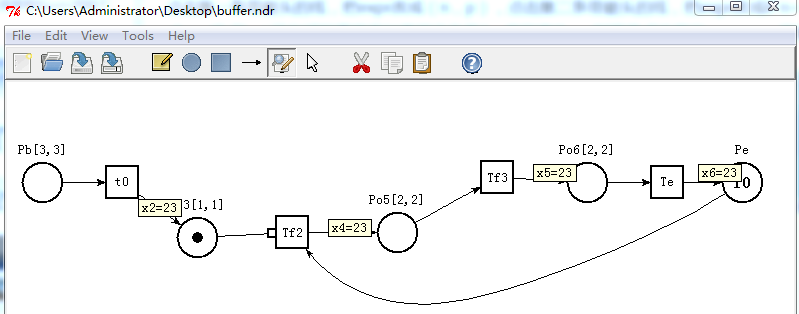 C:\Users\Administrator\Desktop\buffer.ndr
File Edit View Tools Help
Pb[3,3]
t0
x2=23
3[1,1]
Tf2
x4=23
Po5[2,2]
Tf3
x5=23
Po6[2,2]
Te
x6=23
Pe